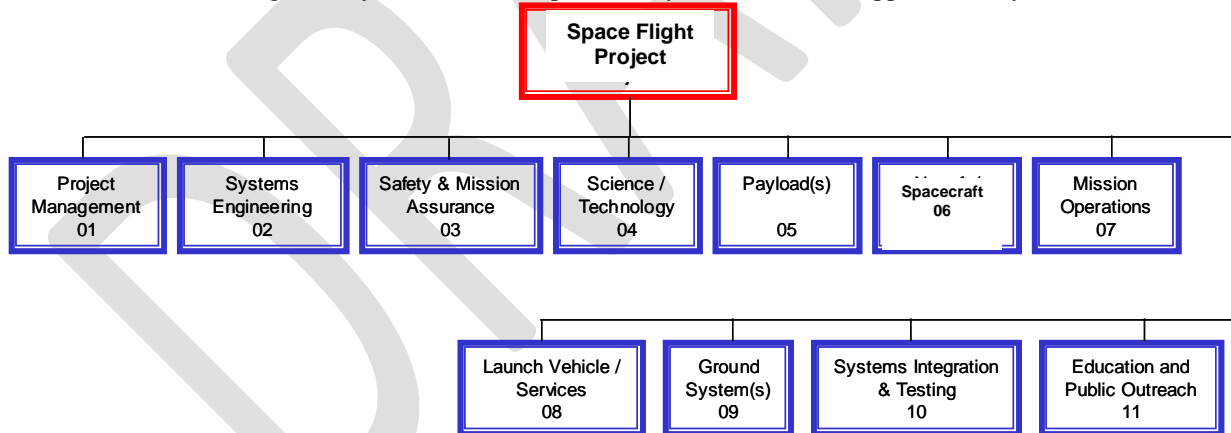 Space Flight
Project
Project
Management
01
Systems
Engineering
02
Safety & Mission
Assurance
03
Science /
Technology
04
Payload(s)
05
Spacecraft
06
Mission
Operations
07
Launch Vehicle /
Services
08
Ground
System(s)
09
Systems Integration
& Testing
10
Education and
Public Outreach
11